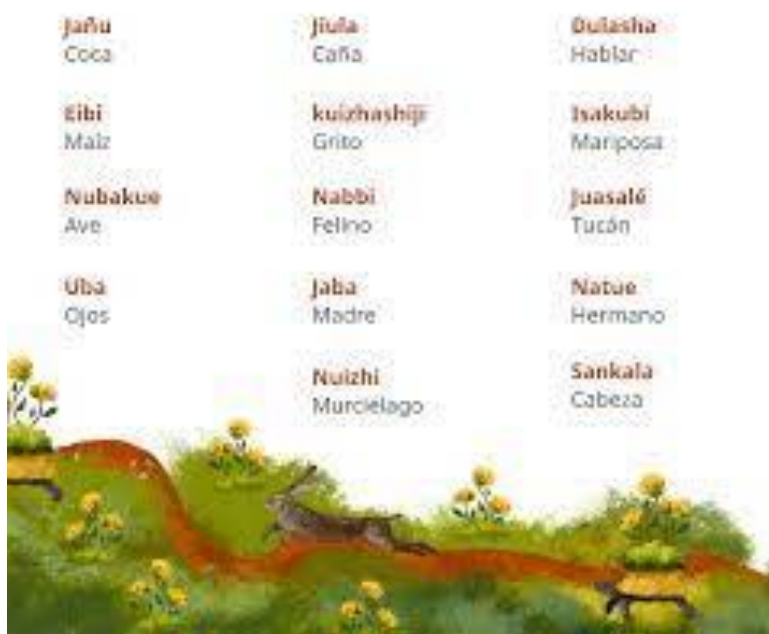 Jañu
Coca
Eibi
Maíz
Nubakue
Ave
Uba
Ojos
Jiula
Caña
kuizhashiji
Grito
Nabbi
Felino
Jaba
Madre
Nuizhi
Murciélago
Dulasha
Hablar
Isakubi
Mariposa
Juasalé
Tucán
Natue
Hermano
Sankala
Cabeza